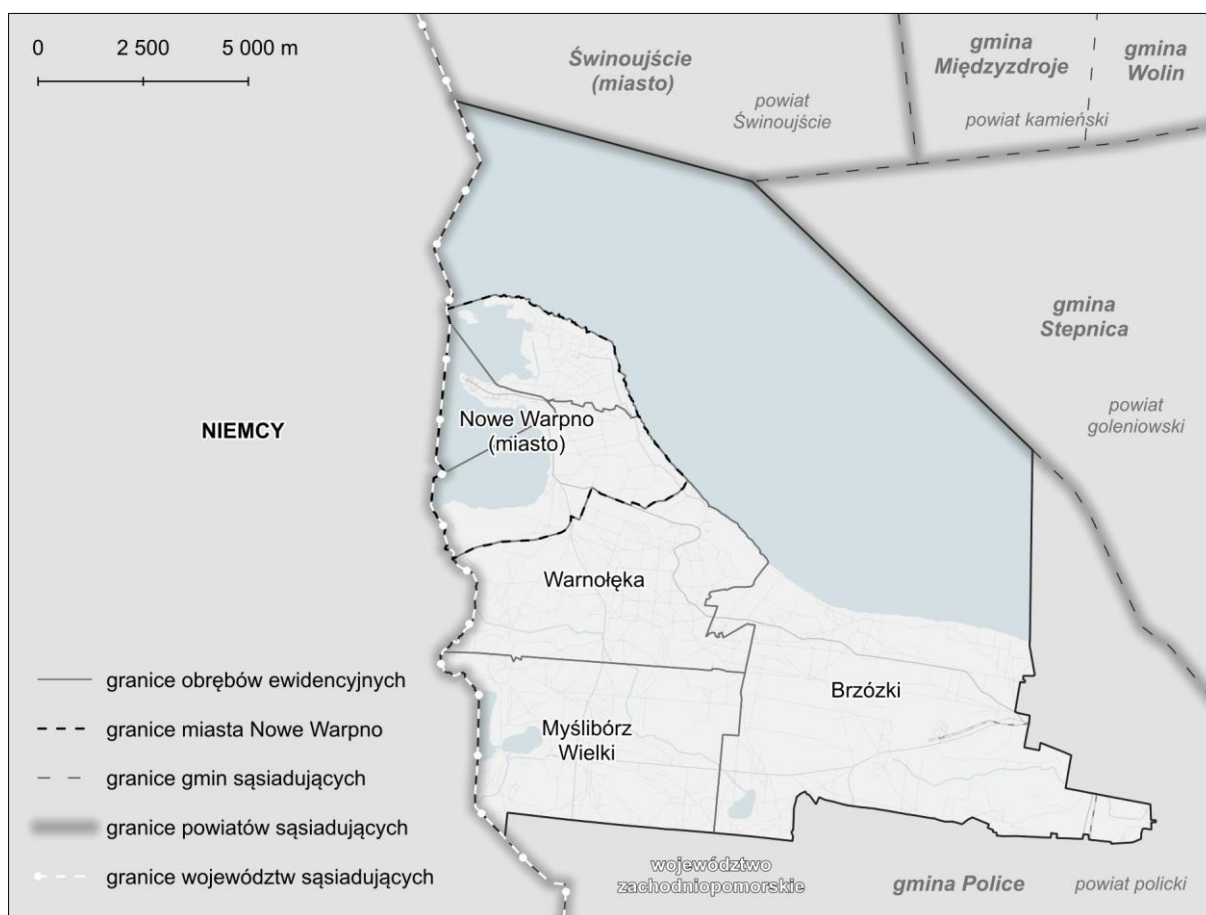 0 2 500 5 000 m
Świnoujście
(miasto)
powiat
Świnoujście
gmina
Międzyzdroje
gmina
Wolin
powiat kamieński
gmina
Stepnica
powiat
goleniowski
NIEMCY
Nowe Warpno
(miasto)
Warnołęka
Brzózki
Myślibórz
Wielki
granice obrębów ewidencyjnych
granice miasta Nowe Warpno
granice gmin sąsiadujących
granice powiatów sąsiadujących
granice województw sąsiadujących
województwo
zachodniopomorskie
gmina Police
powiat policki